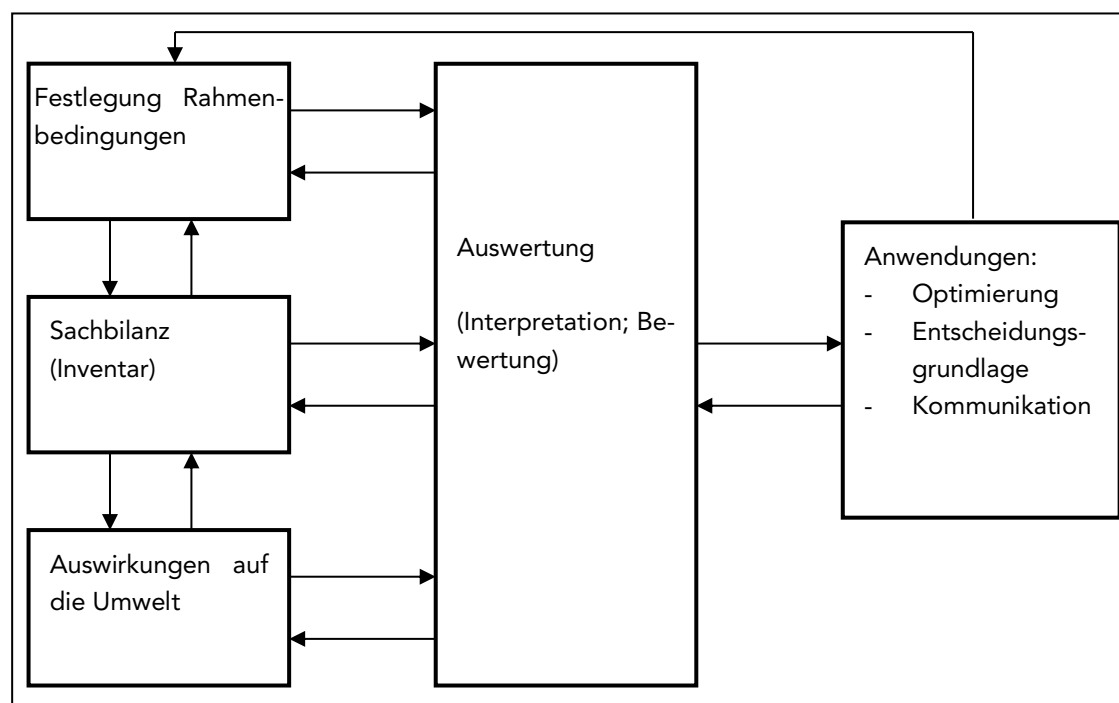 Festlegung Rahmen-
bedingungen
Sachbilanz
(Inventar)
Auswirkungen auf
die Umwelt
Auswertung
(Interpretation; Be-
wertung)
Anwendungen:
- Optimierung
- Entscheidungs-
grundlage
- Kommunikation